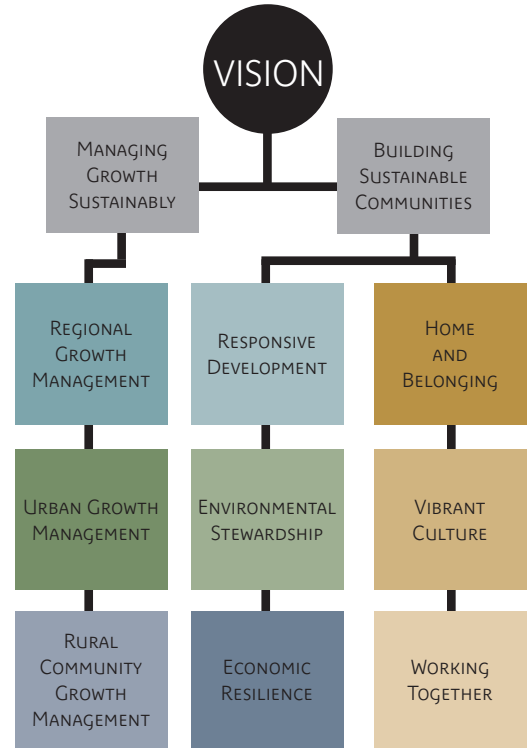 VISION
MANAGING
GROWTH
SUSTAINABLY
BUILDING
SUSTAINABLE
COMMUNITIES
REGIONAL
GROWTH
MANAGEMENT
RESPONSIVE
DEVELOPMENT
HOME
AND
BELONGING
URBAN GROWTH
MANAGEMENT
ENVIRONMENTAL
STEWARDSHIP
VIBRANT
CULTURE
RURAL
COMMUNITY
GROWTH
MANAGEMENT
ECONOMIC
RESILIENCE
WORKING
TOGETHER